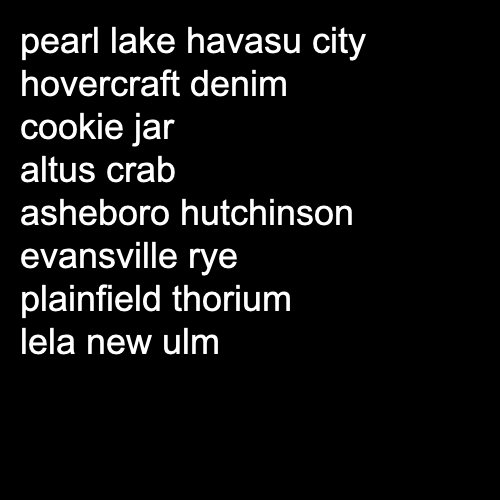 pearl lake havasu city
hovercraft denim
cookie jar
altus crab
asheboro hutchinson
evansville rye
plainfield thorium
lela new ulm